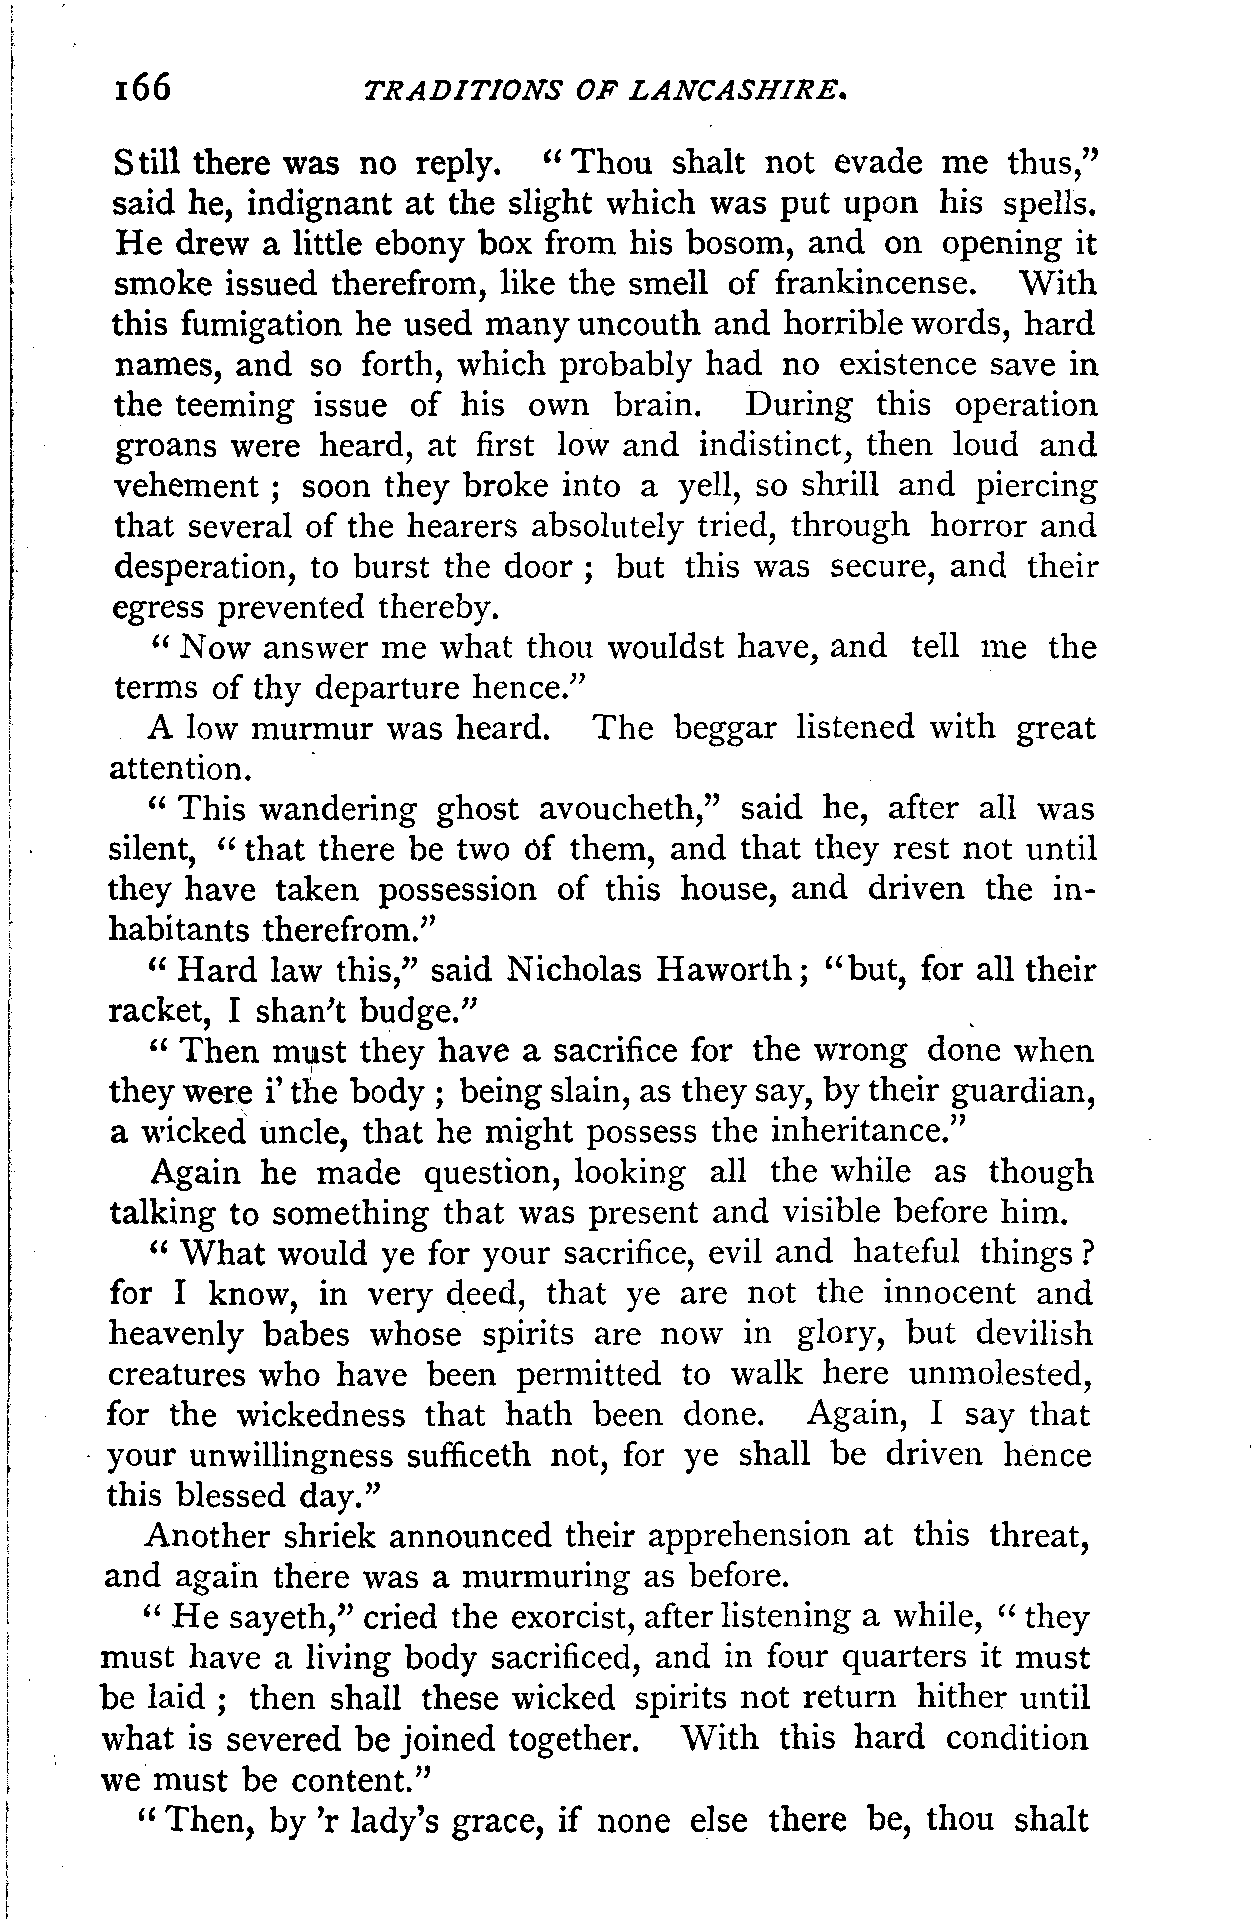 166 TRADITIONS OF LANCASHIRE.
Still there was no reply. "Thou shalt not evade me thus,"
said he, indignant at the slight which was put upon his spells.
He drew a little ebony box from his bosom, and on opening it
smoke issued therefrom, like the smell of frankincense. With
this fumigation he used many uncouth and horrible words, hard
names, and so forth, which probably had no existence save in
the teeming issue of his own brain. During this operation
groans were heard, at first low and indistinct, then loud and
vehement ; soon they broke into a yell, so shrill and piercing
that several of the hearers absolutely tried, through horror and
desperation, to burst the door ; but this was secure, and their
egress prevented thereby.
"Now answer me what thou wouldst have, and tell me the
terms of thy departure hence."
A low murmur was heard. The beggar listened with great
attention.
"This wandering ghost avoucheth," said he, after all was
silent, "that there be two of them, and that they rest not until
they have taken possession of this house, and driven the in-
habitants therefrom."
"Hard law this," said Nicholas Haworth; "but, for all their
racket, I shan't budge."
"Then must they have a sacrifice for the wrong done when
they were i' the body ; being slain, as they say, by their guardian,
a wicked uncle, that he might possess the inheritance."
Again he made question, looking all the while as though
talking to something that was present and visible before him.
"What would ye for your sacrifice, evil and hateful things ?
for I know, in very deed, that ye are not the innocent and
heavenly babes whose spirits are now in glory, but devilish
creatures who have been permitted to walk here unmolested,
for the wickedness that hath been done. Again, I say that
your unwillingness sufficeth not, for ye shall be driven hence
this blessed day."
Another shriek announced their apprehension at this threat,
and again there was a murmuring as before.
"He sayeth," cried the exorcist, after listening a while, "they
must have a living body sacrificed, and in four quarters it must
be laid ; then shall these wicked spirits not return hither until
what is severed be joined together. With this hard condition
we must be content."
"Then, by 'r lady's grace, if none else there be, thou shalt